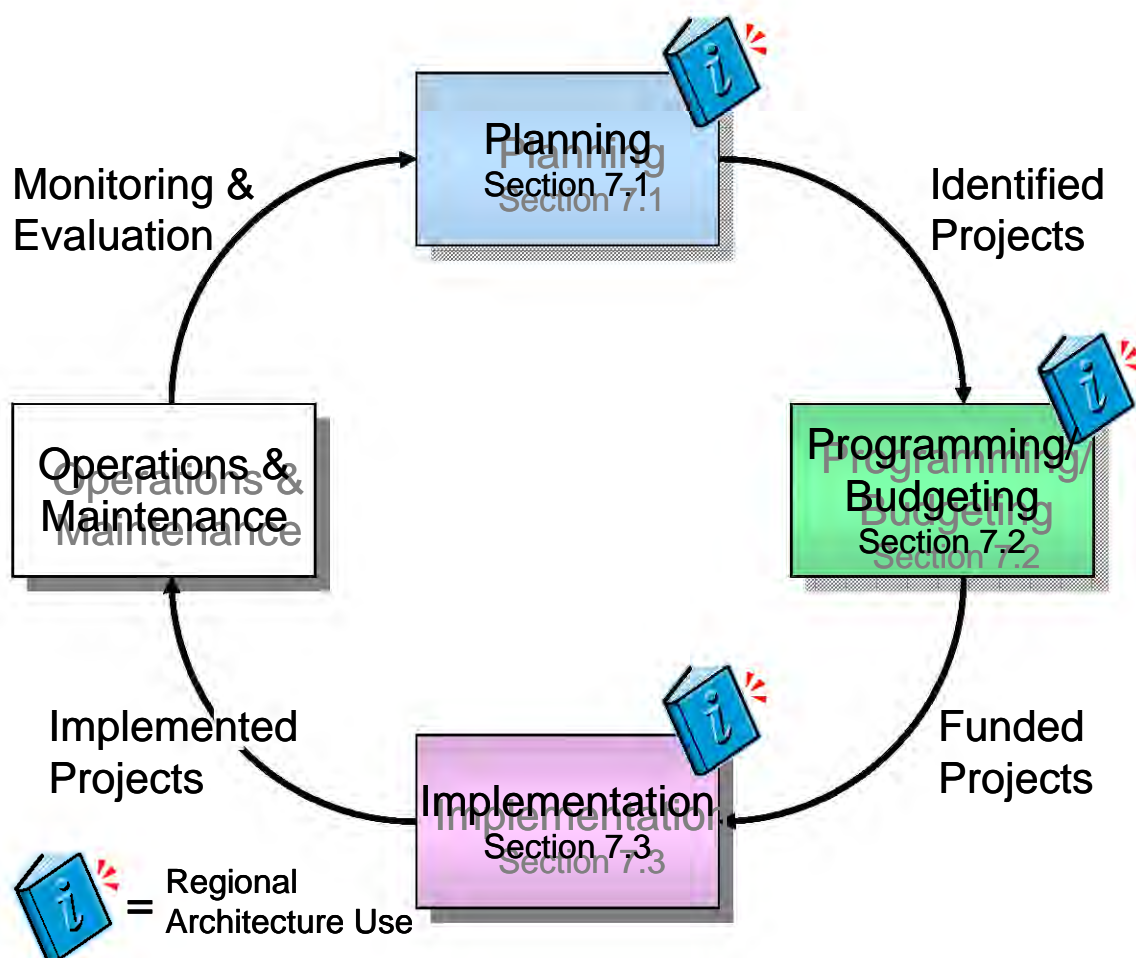 Planning
Section 7.1
Monitoring &
Evaluation
Identified
Projects
Operations &
Maintenance
Programming/
Budgeting
Section 7.2
Implemented
Projects
Funded
Projects
Implementation
Section 7.3
i = Regional
Architecture Use